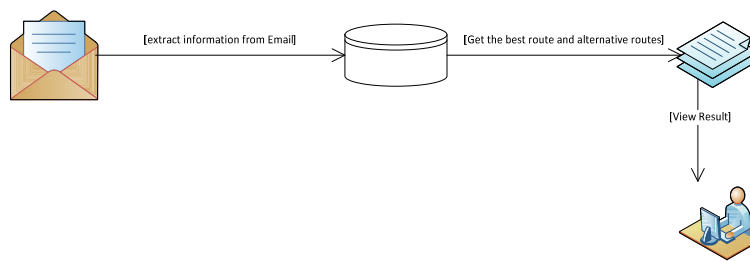 [extract information from Email]
[Get the best route and alternative routes]
[View Result]